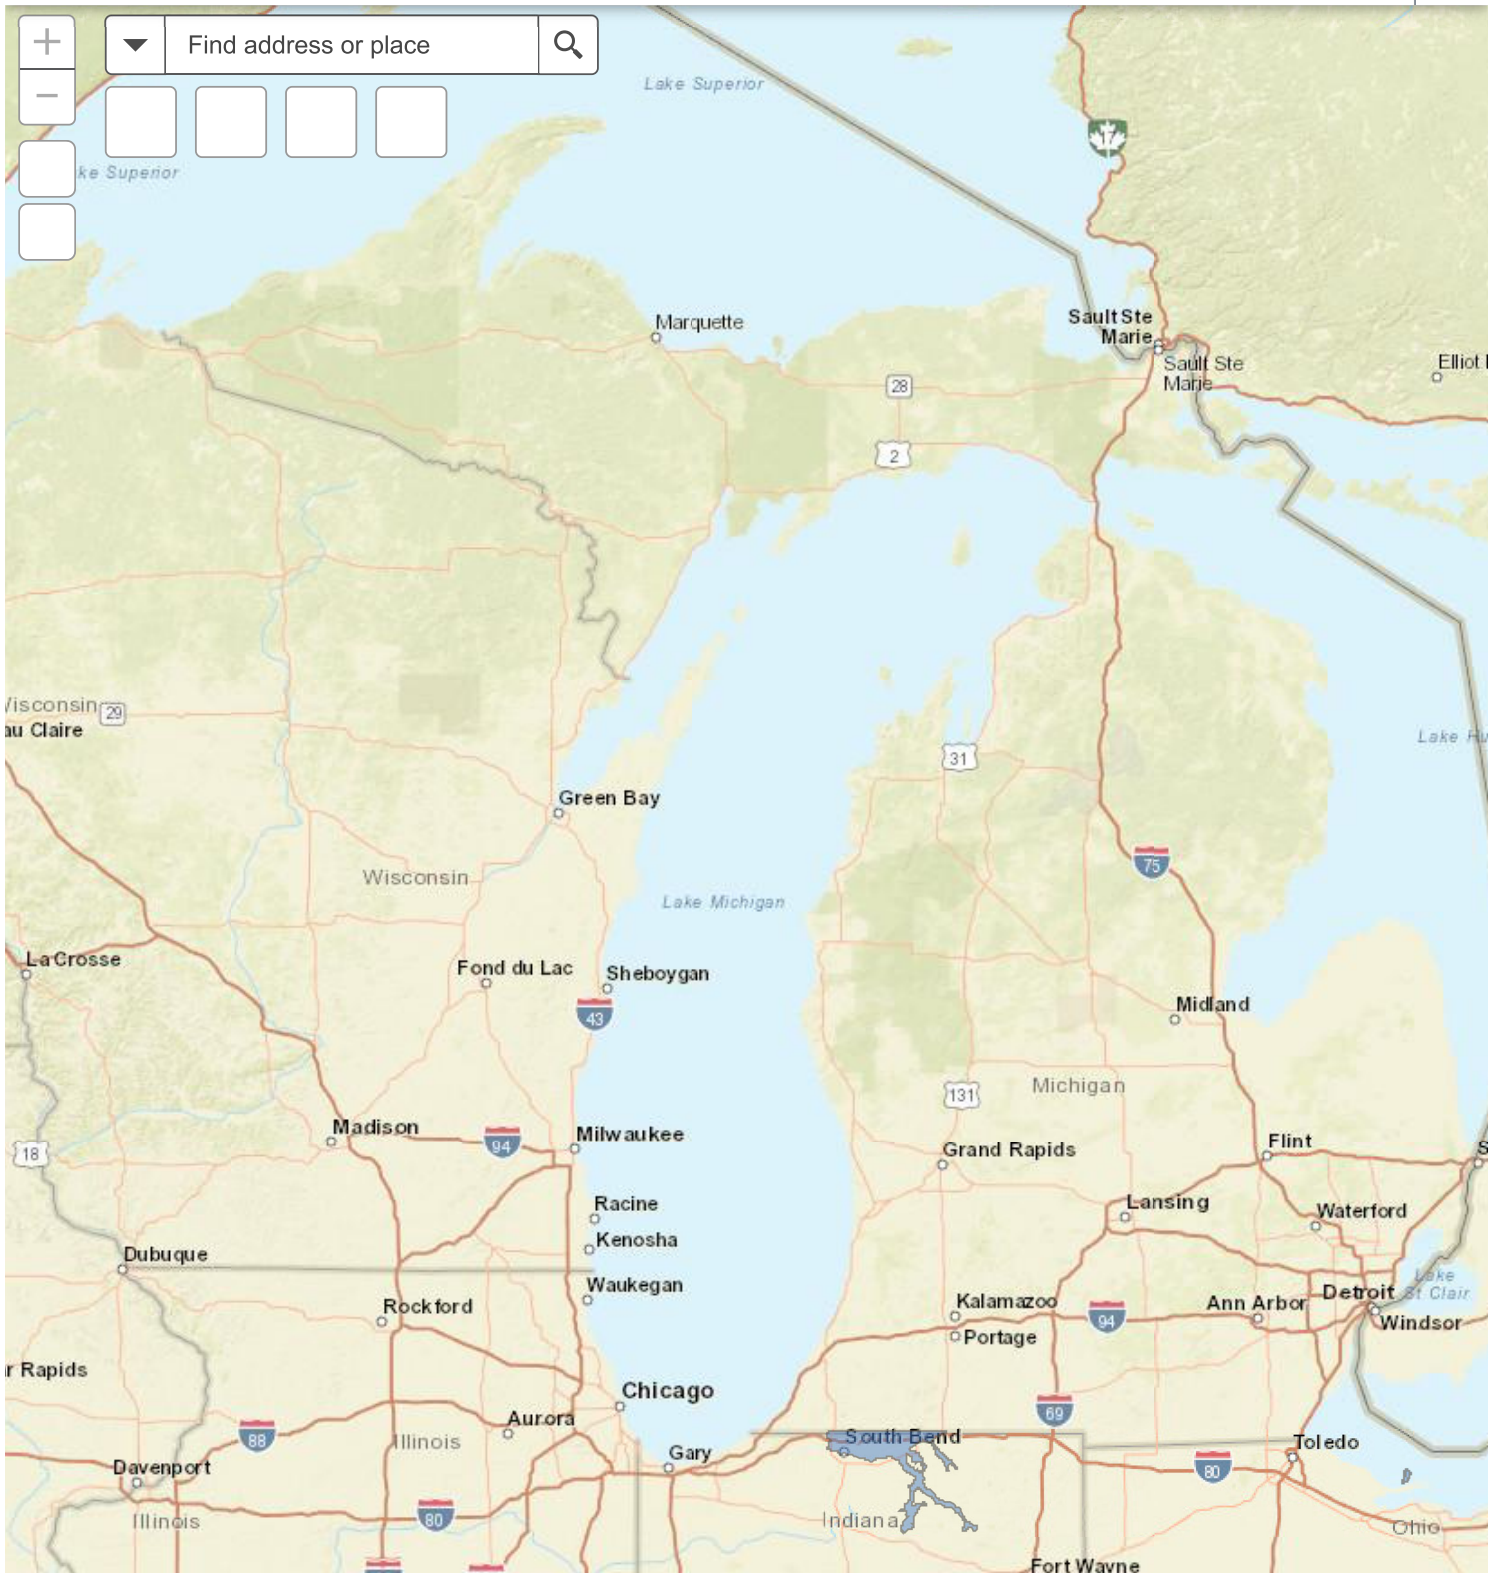 +
Find address or place
−
Lake Superior
17
ke Superior
Marquette
Sault Ste
Marie
Sault Ste
Marie
Elliot
28
2
Wisconsin
29
au Claire
31
Lake Hu
Green Bay
75
Wisconsin
Lake Michigan
La Crosse
Fond du Lac
Sheboygan
43
Midland
131
Michigan
Madison
94
Milwaukee
18
Grand Rapids
Flint
S
Racine
Lansing
Waterford
Kenosha
Dubuque
Waukegan
Lake
St Clair
Rockford
Kalamazoo
94
Ann Arbor
Detroit
Windsor
Portage
r Rapids
Chicago
69
Aurora
88
Illinois
South Bend
Toledo
Gary
Davenport
80
80
Illinois
Indiana
Ohio
Fort Wayne